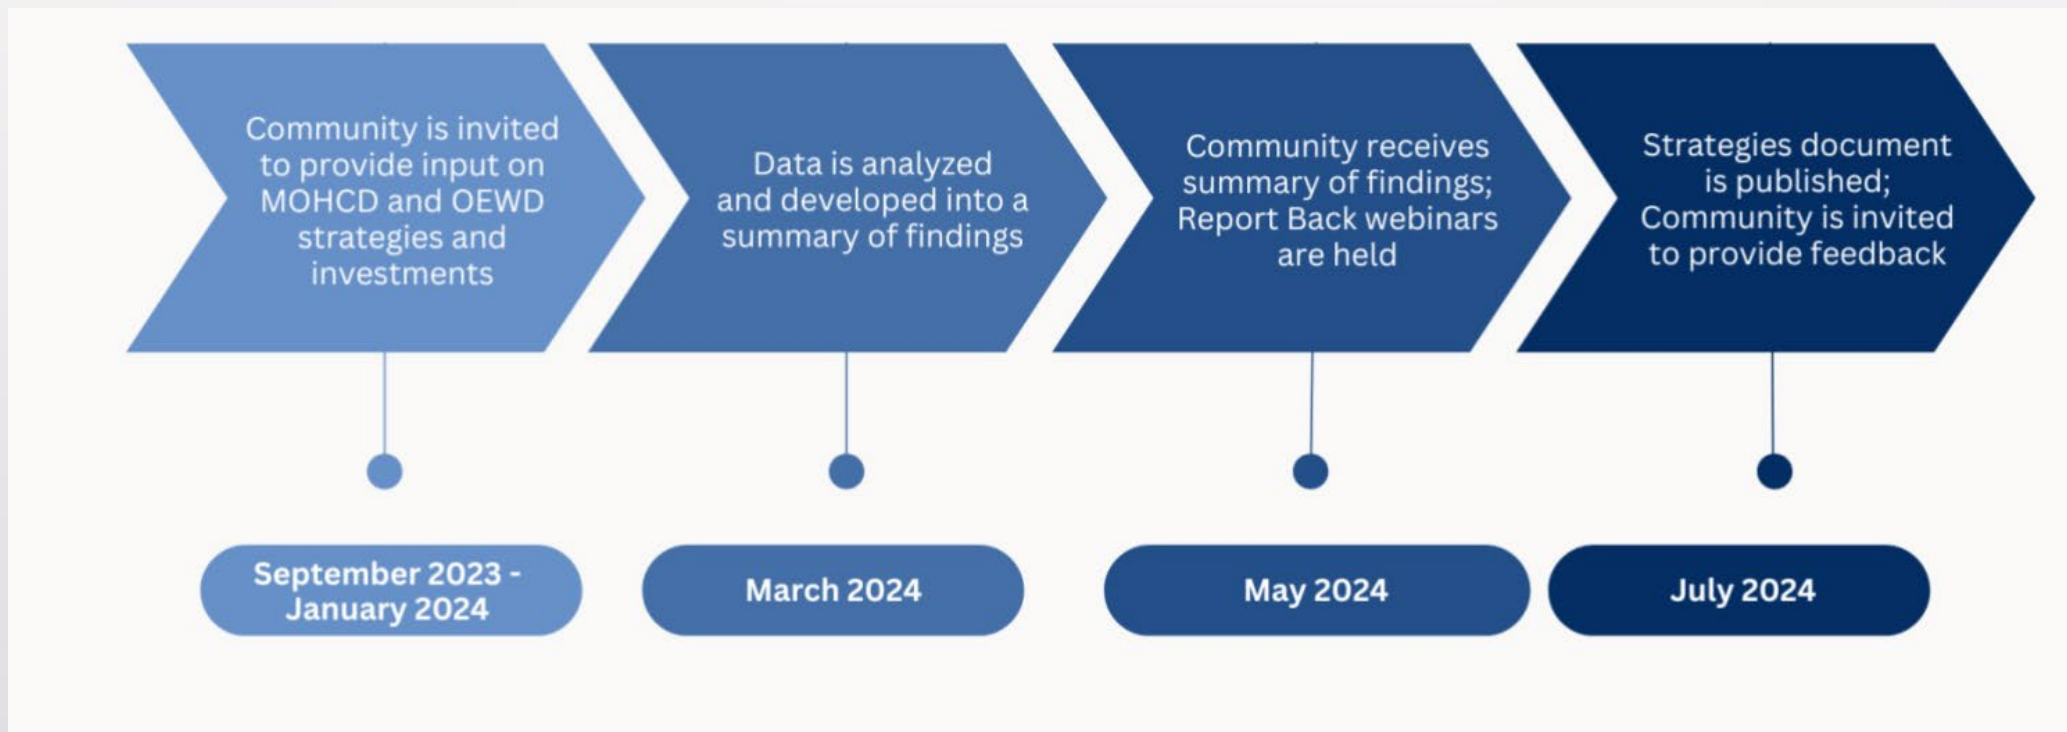 Community is invited
to provide input on
MOHCD and OEWD
strategies and
investments
Data is analyzed
and developed into a
summary of findings
Community receives
summary of findings;
Report Back webinars
are held
Strategies document
is published;
Community is invited
to provide feedback
September 2023 -
January 2024
March 2024
May 2024
July 2024